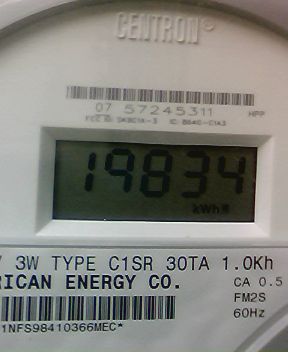 CENTRON®
07 57245311 HPP
19834
kWh
3W TYPE C1SR 30TA 1.0Kh
RICAN ENERGY CO. CA 0.5
FM2S
60Hz
1NFS98410366MEC*